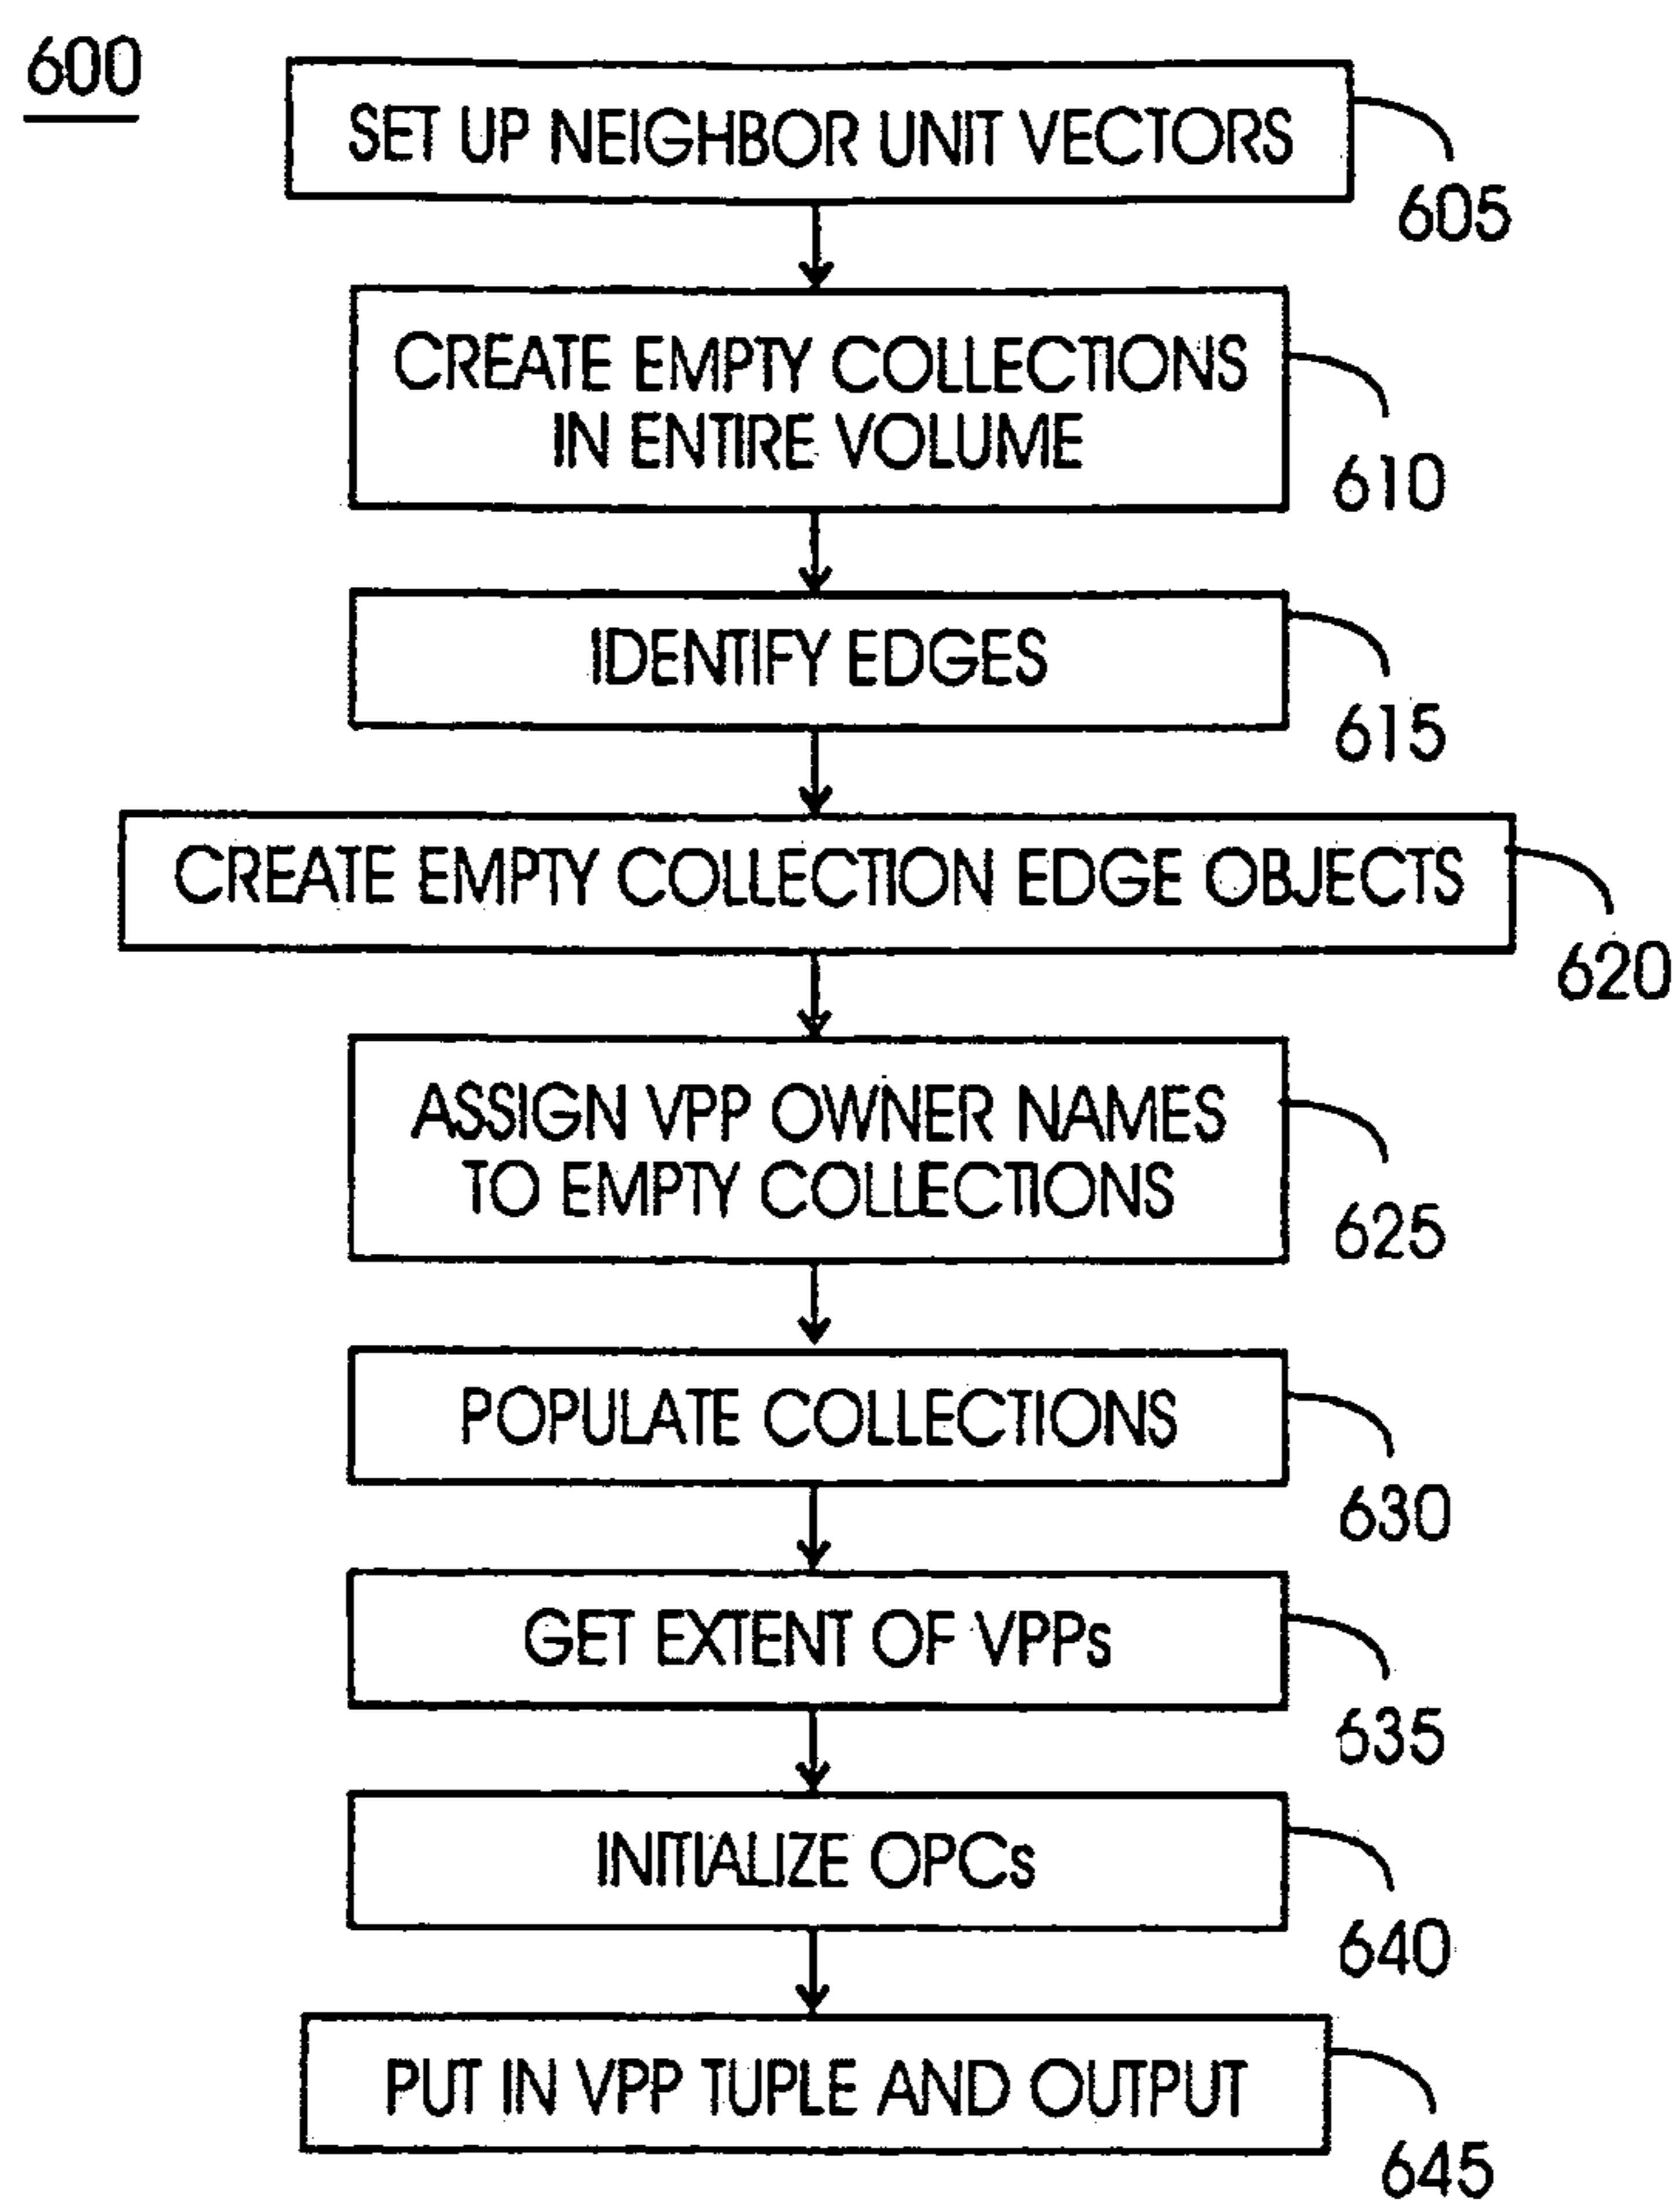 600
SET UP NEIGHBOR UNIT VECTORS
605
CREATE EMPTY COLLECTIONS
IN ENTIRE VOLUME
610
IDENTIFY EDGES
615
CREATE EMPTY COLLECTION EDGE OBJECTS
620
ASSIGN VPP OWNER NAMES
TO EMPTY COLLECTIONS
625
POPULATE COLLECTIONS
630
GET EXTENT OF VPPs
635
INITIALIZE OPCs
640
PUT IN VPP TUPLE AND OUTPUT
645